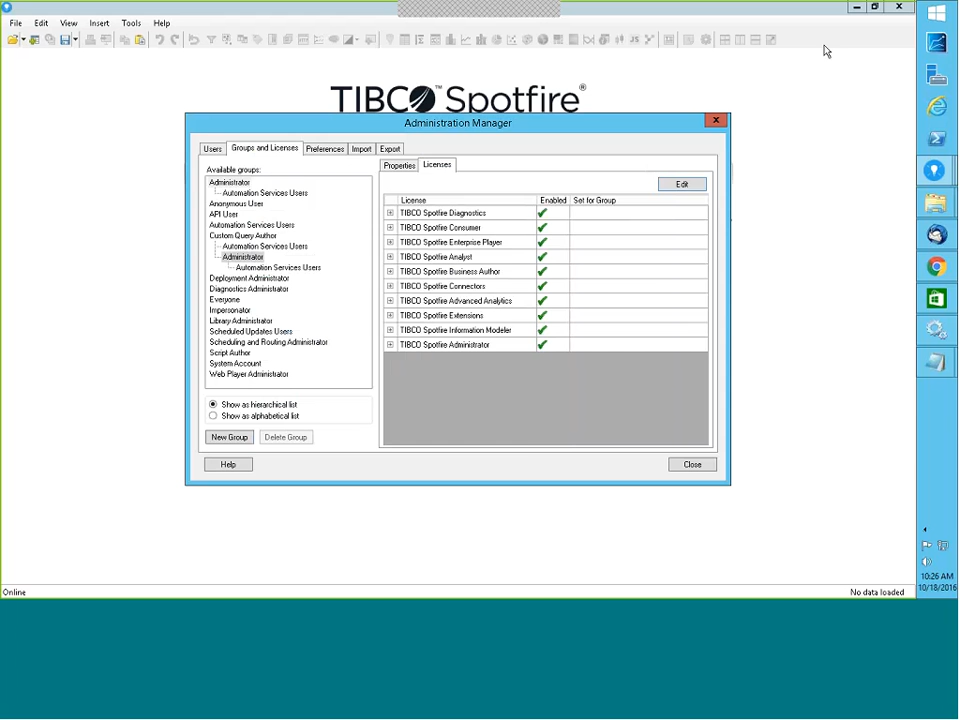 File Edit View Insert Tools Help
TIBCO™ Spotfire®
Administration Manager
Users Groups and Licenses Preferences Import Export
Available groups:
Administrator
Automation Services Users
Anonymous User
API User
Automation Services Users
Custom Query Author
Automation Services Users
Administrator
Automation Services Users
Deployment Administrator
Diagnostics Administrator
Everyone
Impersonator
Library Administrator
Scheduled Updates Users
Scheduling and Routing Administrator
Script Author
System Account
Web Player Administrator
Show as hierarchical list
Show as alphabetical list
New Group Delete Group
Properties Licenses
Edit
License Enabled Set for Group
TIBCO Spotfire Diagnostics
TIBCO Spotfire Consumer
TIBCO Spotfire Enterprise Player
TIBCO Spotfire Analyst
TIBCO Spotfire Business Author
TIBCO Spotfire Connectors
TIBCO Spotfire Advanced Analytics
TIBCO Spotfire Extensions
TIBCO Spotfire Information Modeler
TIBCO Spotfire Administrator
Help Close
Online No data loaded
10:26 AM
10/18/2016